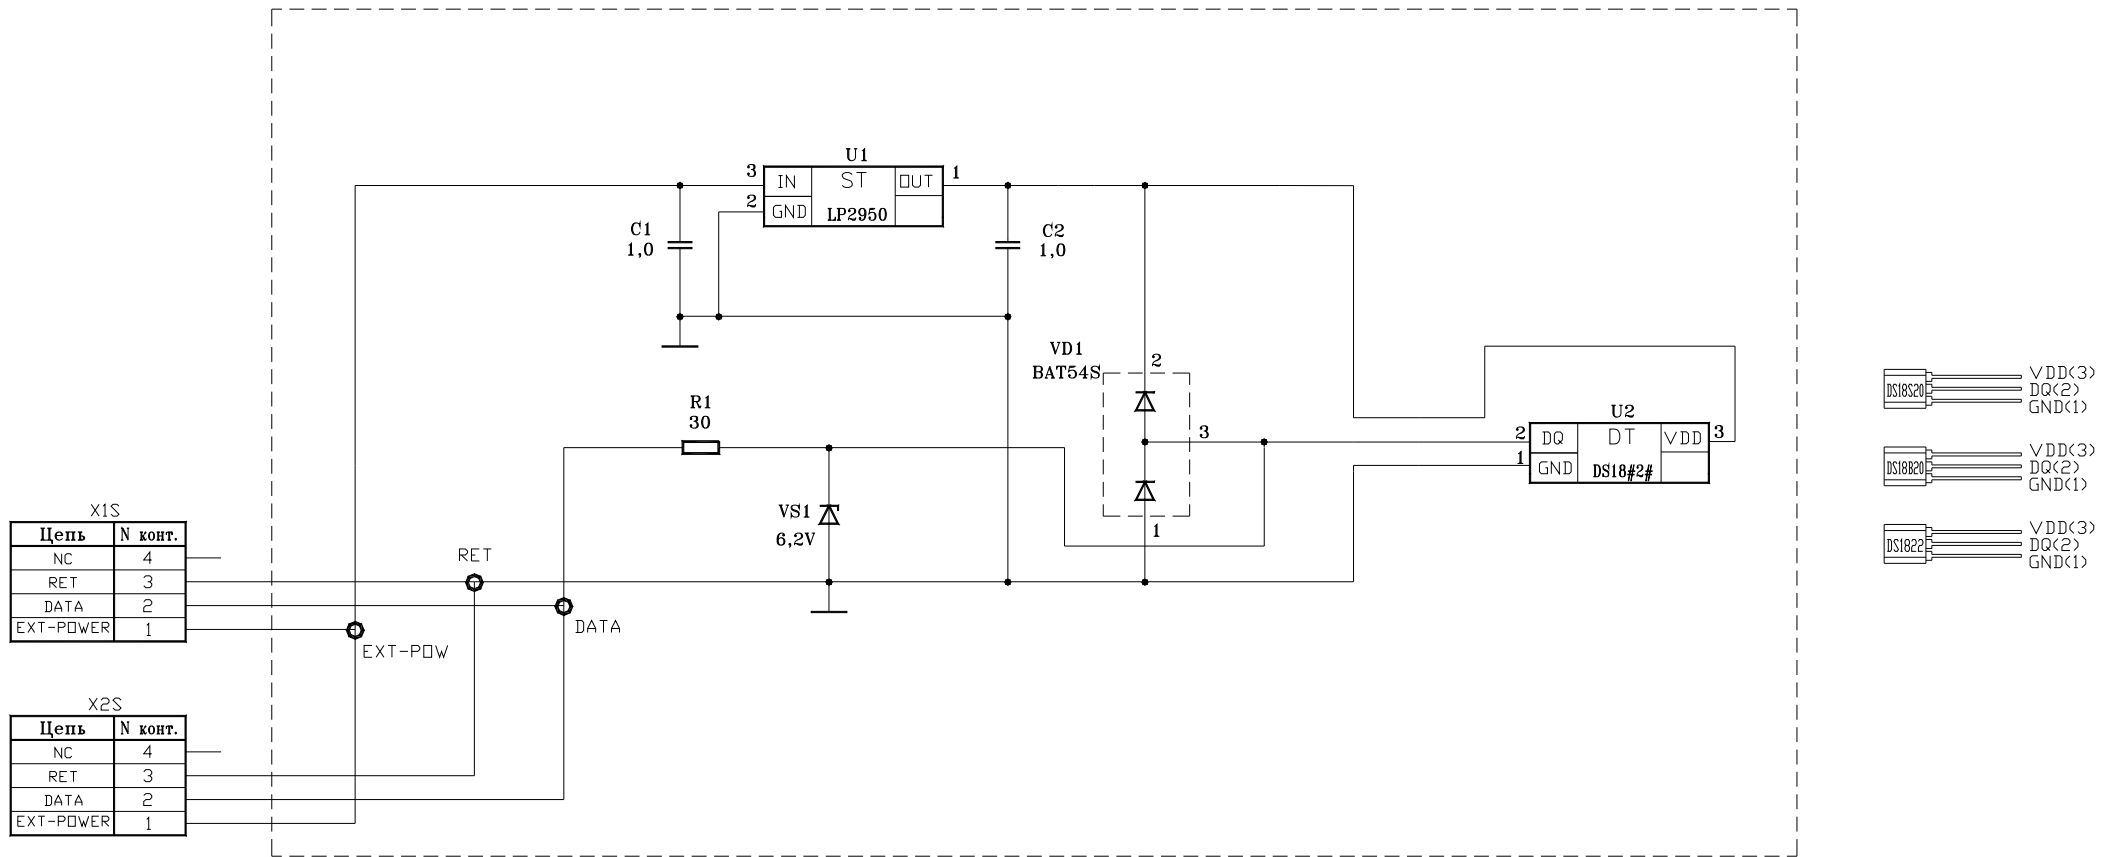 U1
3
IN
ST
OUT
1
2
GND
LP2950
C1
1,0
C2
1,0
VD1
2
BAT54S
3
1
R1
30
VS1
6,2V
U2
2
DQ
DT
VDD
3
1
GND
DS18#2#
DS18S20
VDD(3)
DQ(2)
GND(1)
DS18B20
VDD(3)
DQ(2)
GND(1)
DS1822
VDD(3)
DQ(2)
GND(1)
X1S
Цепь N конт.
NC 4
RET 3
DATA 2
EXT-POWER 1
RET
DATA
EXT-POW
X2S
Цепь N конт.
NC 4
RET 3
DATA 2
EXT-POWER 1